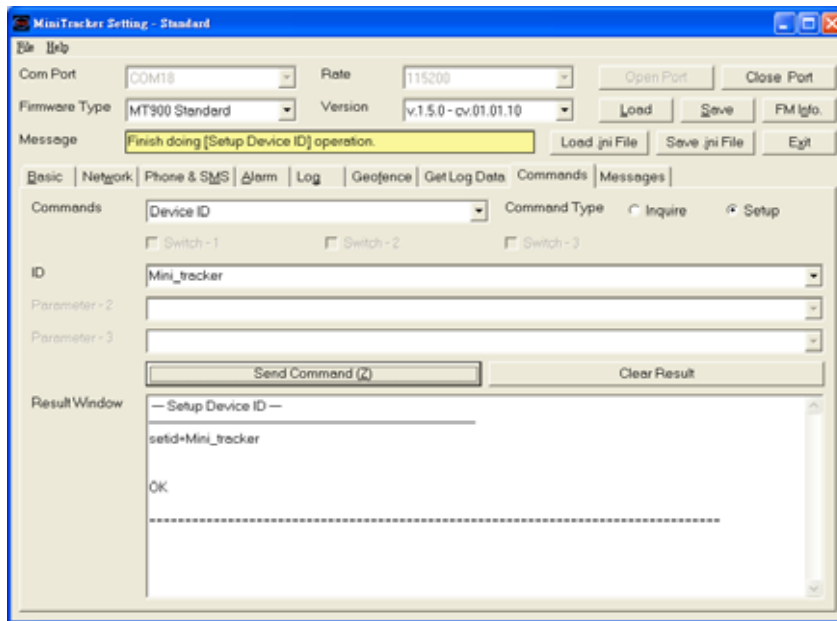 MiniTracker Setting - Standard
File Help
Com Port COM18 Rate 115200 Open Port Close Port
Firmware Type MT900 Standard Version v.1.5.0 - cv.01.01.10 Load Save FM Info.
Message Finish doing [Setup Device ID] operation. Load .ini File Save .ini File Exit
Basic Network Phone & SMS Alarm Log Geofence Get Log Data Commands Messages
Commands Device ID Command Type Inquire Setup
Switch - 1 Switch - 2 Switch - 3
ID Mini_tracker
Parameter - 2
Parameter - 3
Send Command (Z) Clear Result
Result Window --- Setup Device ID ---
setid=Mini_tracker
OK